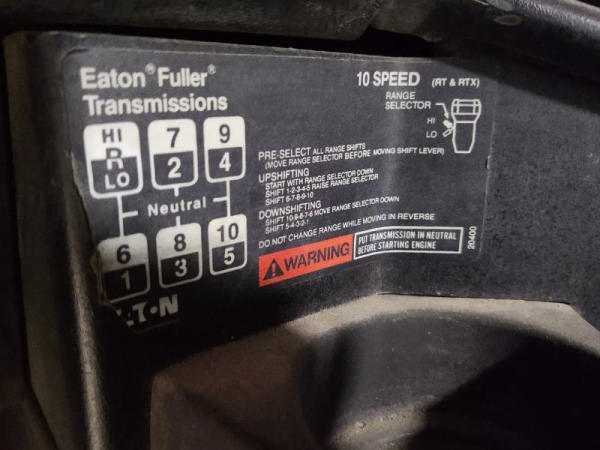 Eaton® Fuller®
Transmissions
10 SPEED (RT & RTX)
RANGE
SELECTOR
HI
LO
HI 7 9
R 2 4
LO
Neutral
6 8 10
1 3 5
PRE-SELECT ALL RANGE SHIFTS
(MOVE RANGE SELECTOR BEFORE MOVING SHIFT LEVER)
UPSHIFTING
START WITH RANGE SELECTOR DOWN
SHIFT 1-2-3-4-5 RAISE RANGE SELECTOR
SHIFT 6-7-8-9-10
DOWNSHIFTING
SHIFT 10-9-8-7-6 MOVE RANGE SELECTOR DOWN
SHIFT 5-4-3-2-1
DO NOT CHANGE RANGE WHILE MOVING IN REVERSE
WARNING
PUT TRANSMISSION IN NEUTRAL
BEFORE STARTING ENGINE
20400
EAT•N